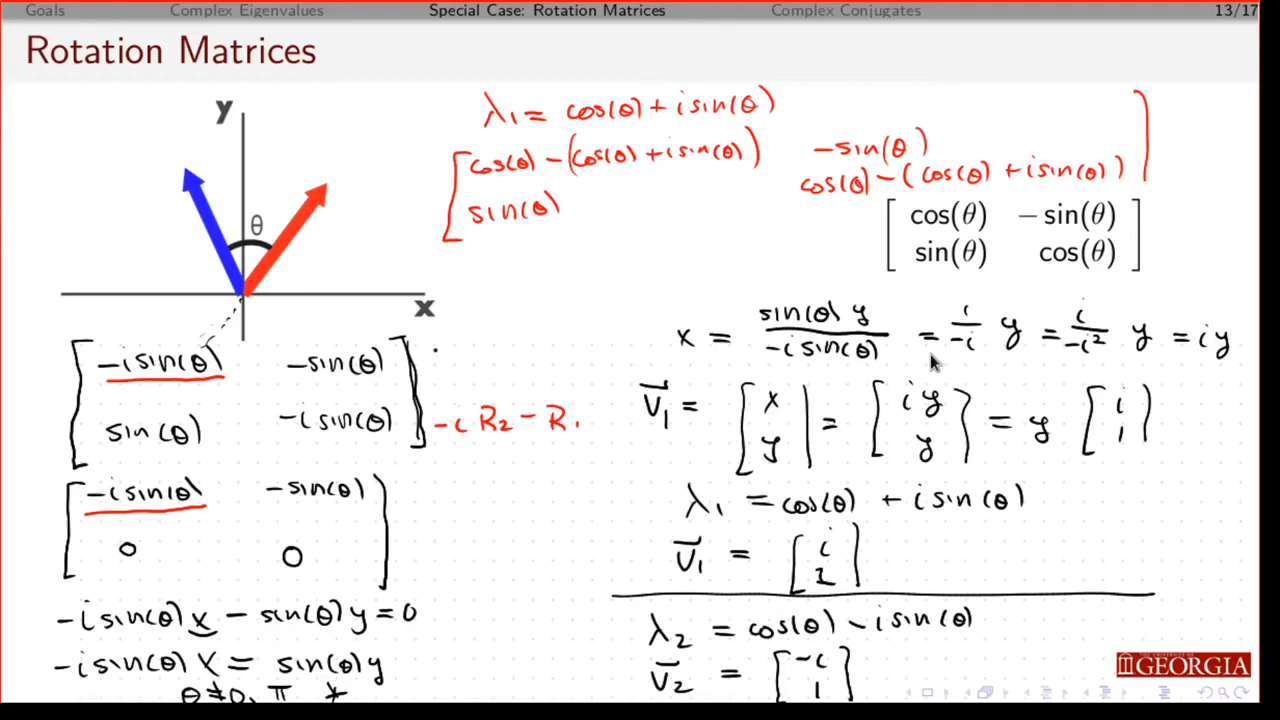 Goals Complex Eigenvalues Special Case: Rotation Matrices Complex Conjugates 13/17
Rotation Matrices
y
θ
x
λ₁ = cos(θ) + i sin(θ)
[ cos(θ) − (cos(θ) + i sin(θ)) −sin(θ)
sin(θ) cos(θ) − (cos(θ) + i sin(θ)) ]
[ cos(θ) − sin(θ)
sin(θ) cos(θ) ]
[ −i sin(θ) −sin(θ)
sin(θ) −i sin(θ) ] −i R₂ − R₁
[ −i sin(θ) −sin(θ)
0 0 ]
−i sin(θ) x − sin(θ) y = 0
−i sin(θ) x = sin(θ) y
θ ≠ 0, π
x = sin(θ) y / −i sin(θ) = 1/−i y = i/−i² y = i y
v₁ = [ x y ] = [ i y y ] = y [ i 1 ]
λ₁ = cos(θ) + i sin(θ)
v₁ = [ i 1 ]
λ₂ = cos(θ) − i sin(θ)
v₂ = [ −i 1 ]
GEORGIA